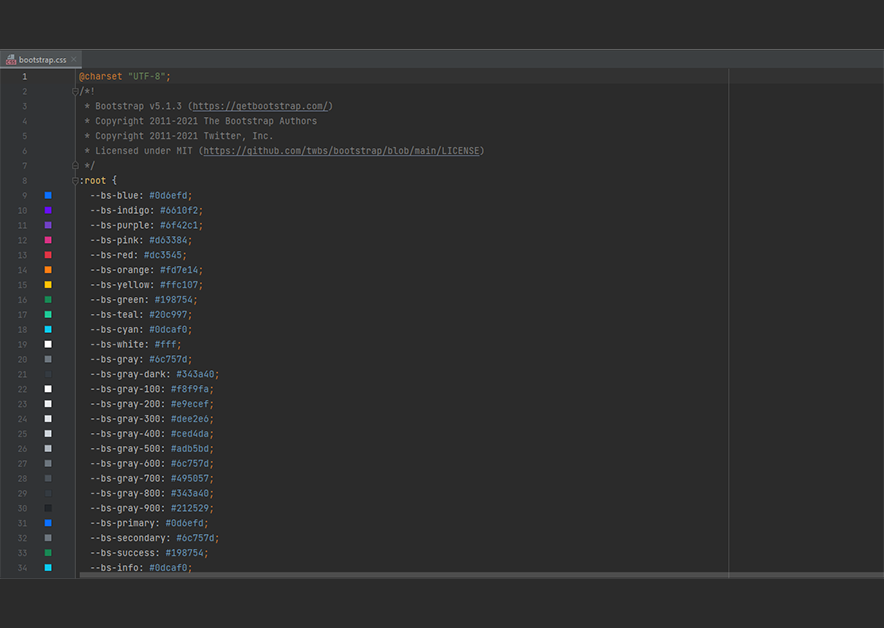 bootstrap.css
1 @charset "UTF-8";
2 /*!
3 * Bootstrap v5.1.3 (https://getbootstrap.com/)
4 * Copyright 2011-2021 The Bootstrap Authors
5 * Copyright 2011-2021 Twitter, Inc.
6 * Licensed under MIT (https://github.com/twbs/bootstrap/blob/main/LICENSE)
7 */
8 :root {
9 --bs-blue: #0d6efd;
10 --bs-indigo: #6610f2;
11 --bs-purple: #6f42c1;
12 --bs-pink: #d63384;
13 --bs-red: #dc3545;
14 --bs-orange: #fd7e14;
15 --bs-yellow: #ffc107;
16 --bs-green: #198754;
17 --bs-teal: #20c997;
18 --bs-cyan: #0dcaf0;
19 --bs-white: #fff;
20 --bs-gray: #6c757d;
21 --bs-gray-dark: #343a40;
22 --bs-gray-100: #f8f9fa;
23 --bs-gray-200: #e9ecef;
24 --bs-gray-300: #dee2e6;
25 --bs-gray-400: #ced4da;
26 --bs-gray-500: #adb5bd;
27 --bs-gray-600: #6c757d;
28 --bs-gray-700: #495057;
29 --bs-gray-800: #343a40;
30 --bs-gray-900: #212529;
31 --bs-primary: #0d6efd;
32 --bs-secondary: #6c757d;
33 --bs-success: #198754;
34 --bs-info: #0dcaf0;